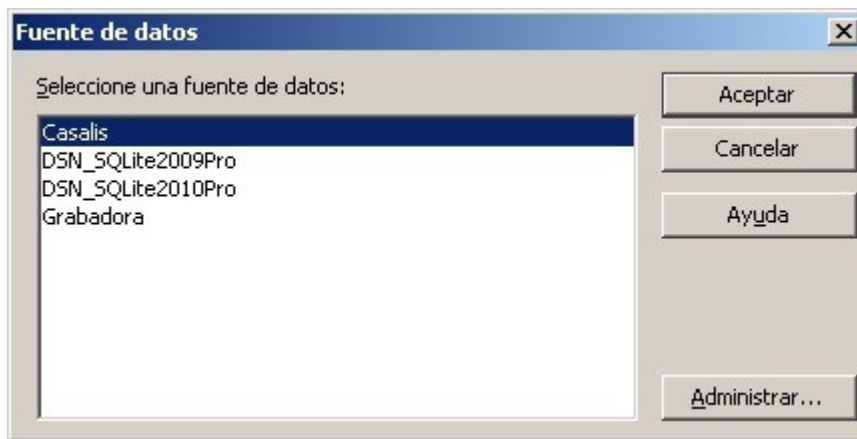 Fuente de datos
Seleccione una fuente de datos:
Casalis
DSN_SQLite2009Pro
DSN_SQLite2010Pro
Grabadora
Aceptar
Cancelar
Ayuda
Administrar...